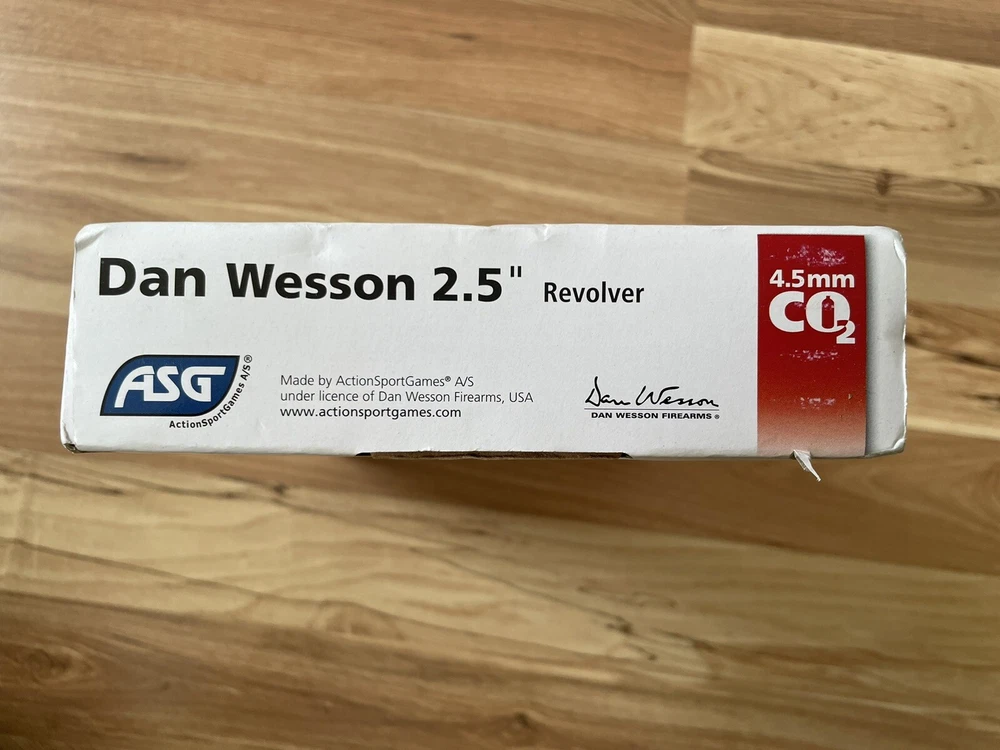 Dan Wesson 2.5" Revolver
4.5mm
CO2
ASG
ActionSportGames A/S®
Made by ActionSportGames® A/S
under licence of Dan Wesson Firearms, USA
www.actionsportgames.com
Dan Wesson
DAN WESSON FIREARMS®